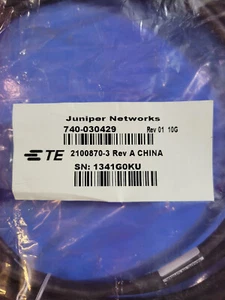 Juniper Networks
740-030429 Rev 01 10G
TE 2100870-3 Rev A CHINA
SN: 1341G0KU